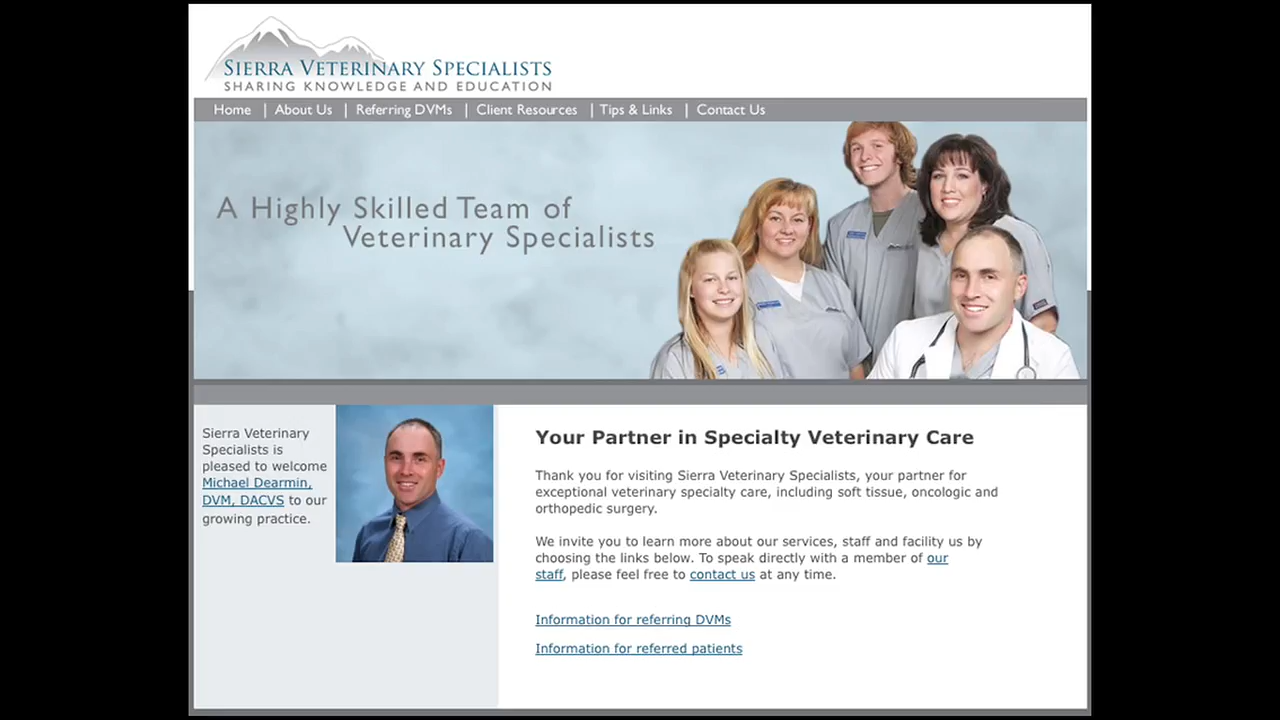 SIERRA VETERINARY SPECIALISTS
SHARING KNOWLEDGE AND EDUCATION
Home | About Us | Referring DVMs | Client Resources | Tips & Links | Contact Us
A Highly Skilled Team of
Veterinary Specialists
Sierra Veterinary
Specialists is
pleased to welcome
Michael Dearmin,
DVM, DACVS to our
growing practice.
Your Partner in Specialty Veterinary Care
Thank you for visiting Sierra Veterinary Specialists, your partner for
exceptional veterinary specialty care, including soft tissue, oncologic and
orthopedic surgery.
We invite you to learn more about our services, staff and facility us by
choosing the links below. To speak directly with a member of our
staff, please feel free to contact us at any time.
Information for referring DVMs
Information for referred patients